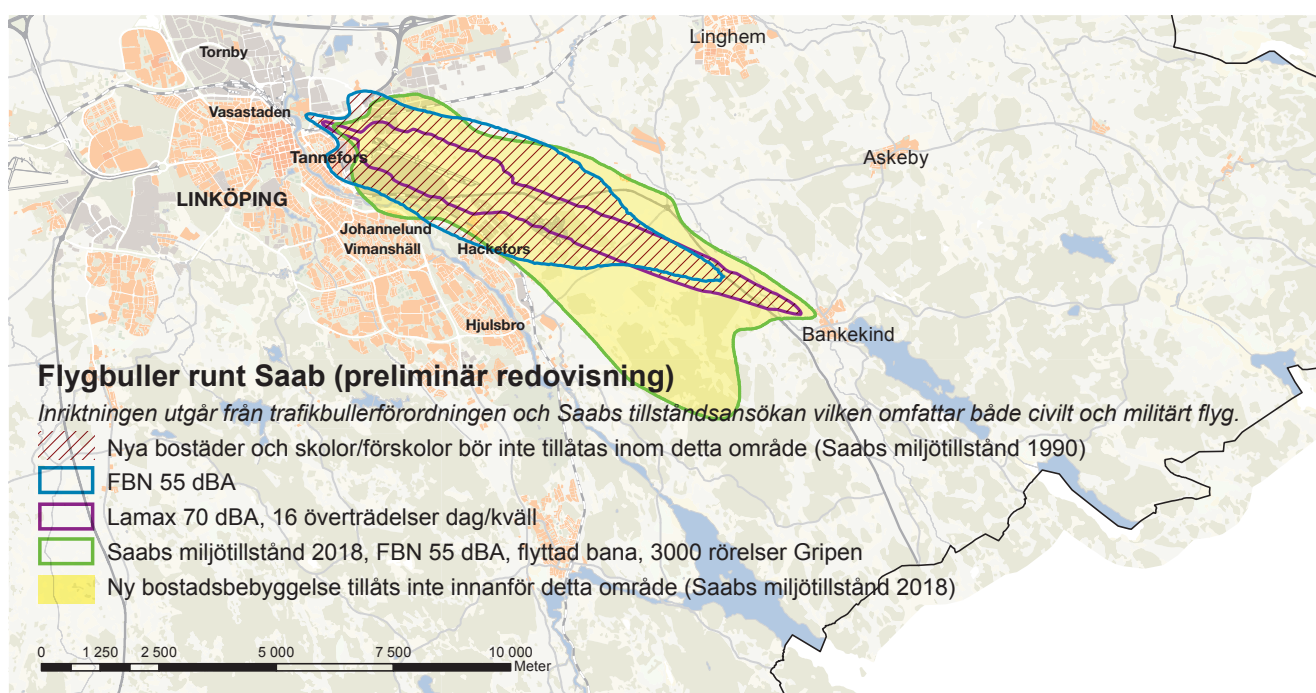 Linghem
Tornby
Vasastaden
Tannefors
Askeby
LINKÖPING
Johannelund
Vimanshäll
Hackefors
Hjulsbro
Bankekind
Flygbuller runt Saab (preliminär redovisning)
Inriktningen utgår från trafikbullerförordningen och Saabs tillståndsansökan vilken omfattar både civilt och militärt flyg.
Nya bostäder och skolor/förskolor bör inte tillåtas inom detta område (Saabs miljötillstånd 1990)
FBN 55 dBA
Lamax 70 dBA, 16 överträdelser dag/kväll
Saabs miljötillstånd 2018, FBN 55 dBA, flyttad bana, 3000 rörelser Gripen
Ny bostadsbebyggelse tillåts inte innanför detta område (Saabs miljötillstånd 2018)
0 1 250 2 500 5 000 7 500 10 000
Meter